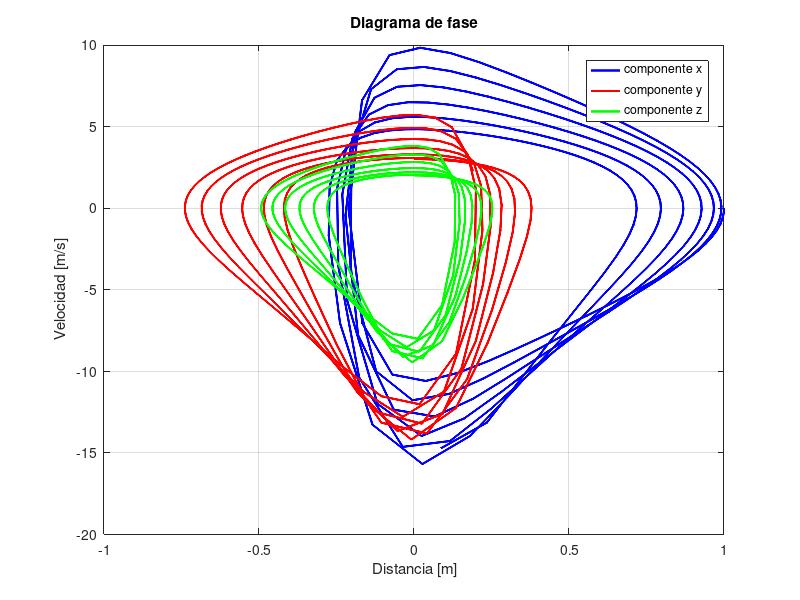 Diagrama de fase
componente x
componente y
componente z
10
5
0
-5
-10
-15
-20
Velocidad [m/s]
-1
-0.5
0
0.5
1
Distancia [m]